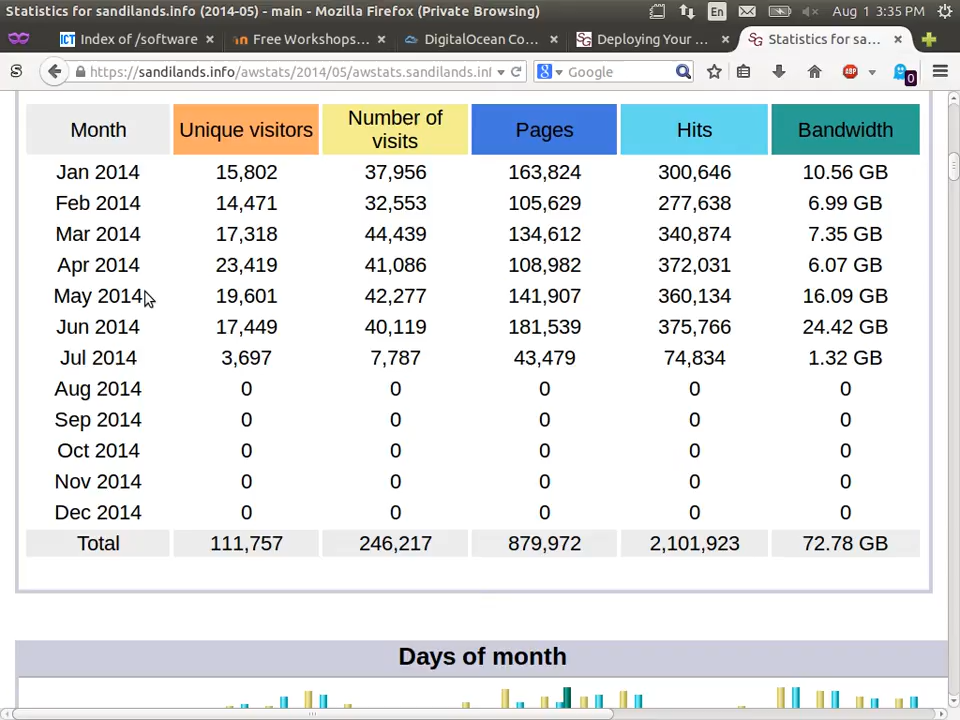 Statistics for sandilands.info (2014-05) - main - Mozilla Firefox (Private Browsing) En Aug 1 3:35 PM
ICT Index of /software × Free Workshops... × DigitalOcean Co... × SG Deploying Your ... × SG Statistics for sa... ×
S https://sandilands.info/awstats/2014/05/awstats.sandilands.inf 8 Google ABP 0
Month Unique visitors Number of visits Pages Hits Bandwidth
Jan 2014 15,802 37,956 163,824 300,646 10.56 GB
Feb 2014 14,471 32,553 105,629 277,638 6.99 GB
Mar 2014 17,318 44,439 134,612 340,874 7.35 GB
Apr 2014 23,419 41,086 108,982 372,031 6.07 GB
May 2014 19,601 42,277 141,907 360,134 16.09 GB
Jun 2014 17,449 40,119 181,539 375,766 24.42 GB
Jul 2014 3,697 7,787 43,479 74,834 1.32 GB
Aug 2014 0 0 0 0 0
Sep 2014 0 0 0 0 0
Oct 2014 0 0 0 0 0
Nov 2014 0 0 0 0 0
Dec 2014 0 0 0 0 0
Total 111,757 246,217 879,972 2,101,923 72.78 GB
Days of month